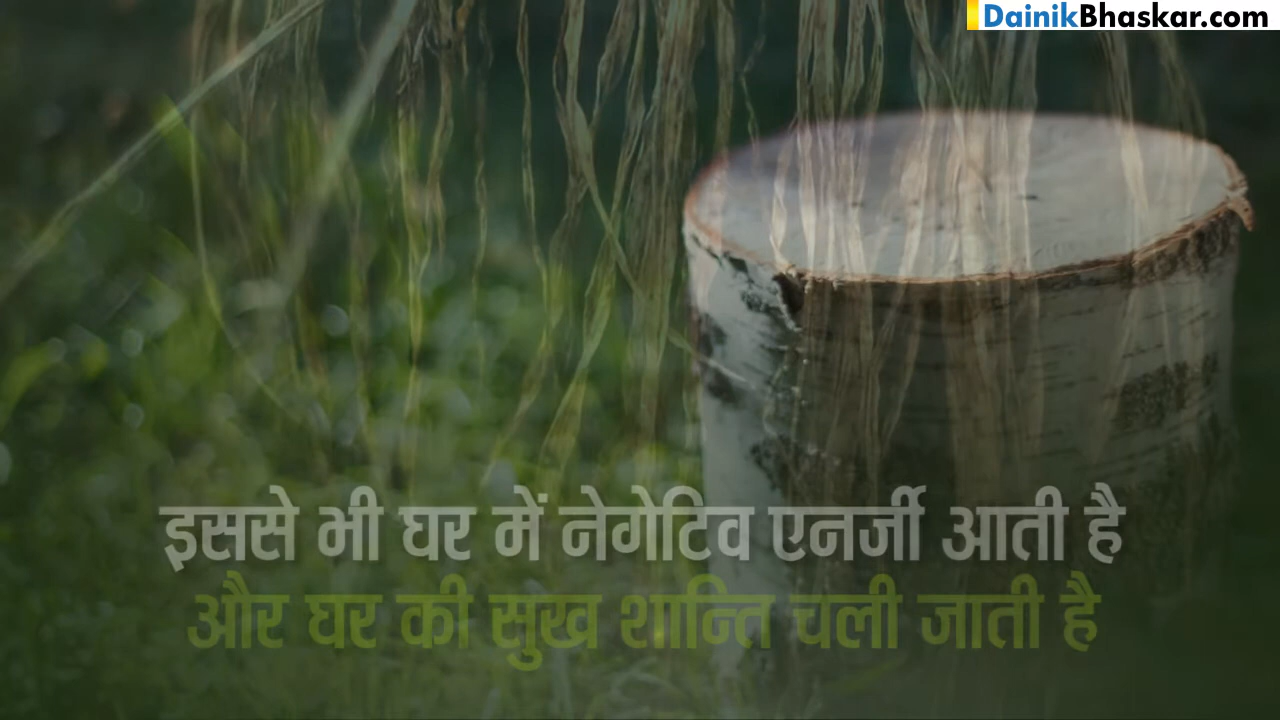 DainikBhaskar.com
इससे भी घर में नेगेटिव एनर्जी आती है
और घर की सुख शान्ति चली जाती है